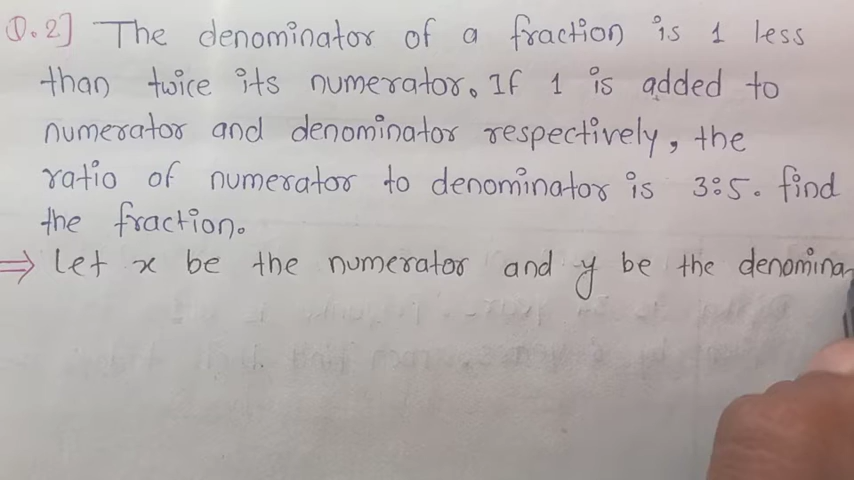 Q.2] The denominator of a fraction is 1 less
than twice its numerator. If 1 is added to
numerator and denominator respectively, the
ratio of numerator to denominator is 3:5. find
the fraction.
⇒ Let x be the numerator and y be the denomina